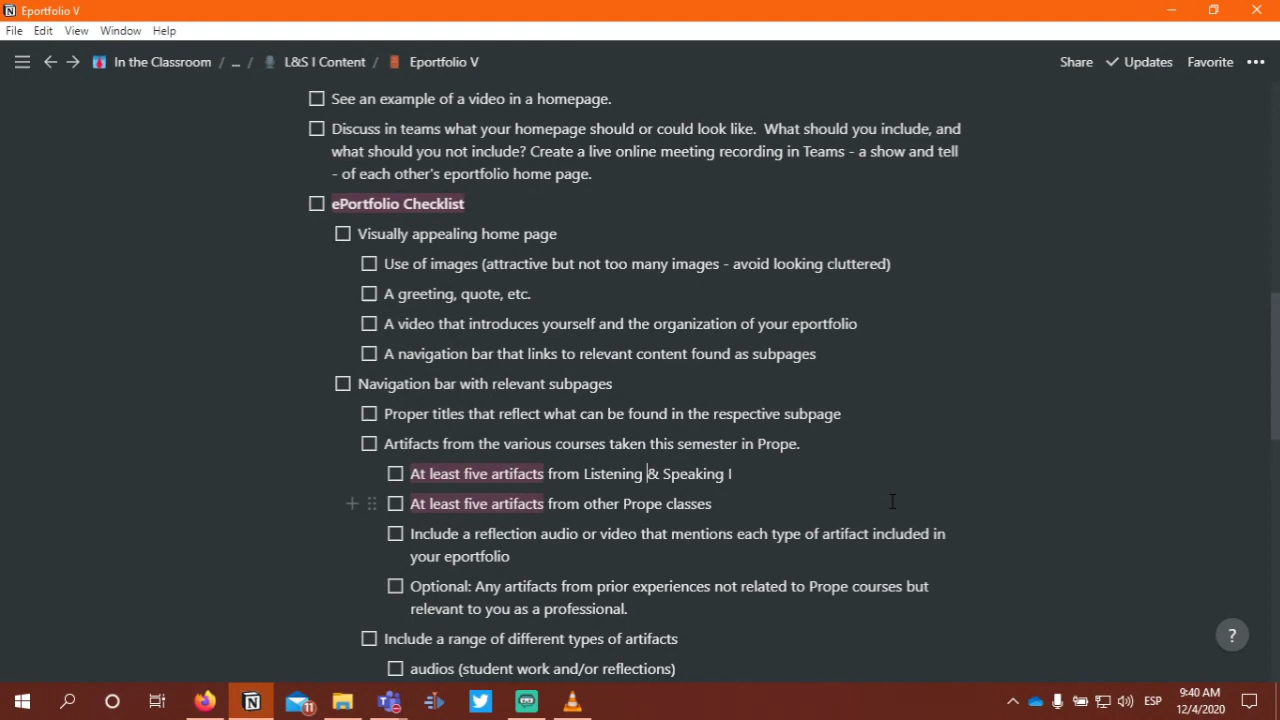 Eportfolio V
File Edit View Window Help
In the Classroom / ... / L&S I Content / Eportfolio V Share Updates Favorite
See an example of a video in a homepage.
Discuss in teams what your homepage should or could look like. What should you include, and
what should you not include? Create a live online meeting recording in Teams - a show and tell
- of each other's eportfolio home page.
ePortfolio Checklist
Visually appealing home page
Use of images (attractive but not too many images - avoid looking cluttered)
A greeting, quote, etc.
A video that introduces yourself and the organization of your eportfolio
A navigation bar that links to relevant content found as subpages
Navigation bar with relevant subpages
Proper titles that reflect what can be found in the respective subpage
Artifacts from the various courses taken this semester in Prope.
At least five artifacts from Listening & Speaking I
At least five artifacts from other Prope classes
Include a reflection audio or video that mentions each type of artifact included in
your eportfolio
Optional: Any artifacts from prior experiences not related to Prope courses but
relevant to you as a professional.
Include a range of different types of artifacts
?
audios (student work and/or reflections)
11
ESP
9:40 AM
12/4/2020